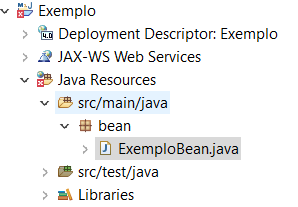 Exemplo
Deployment Descriptor: Exemplo
JAX-WS Web Services
Java Resources
src/main/java
bean
ExemploBean.java
src/test/java
Libraries